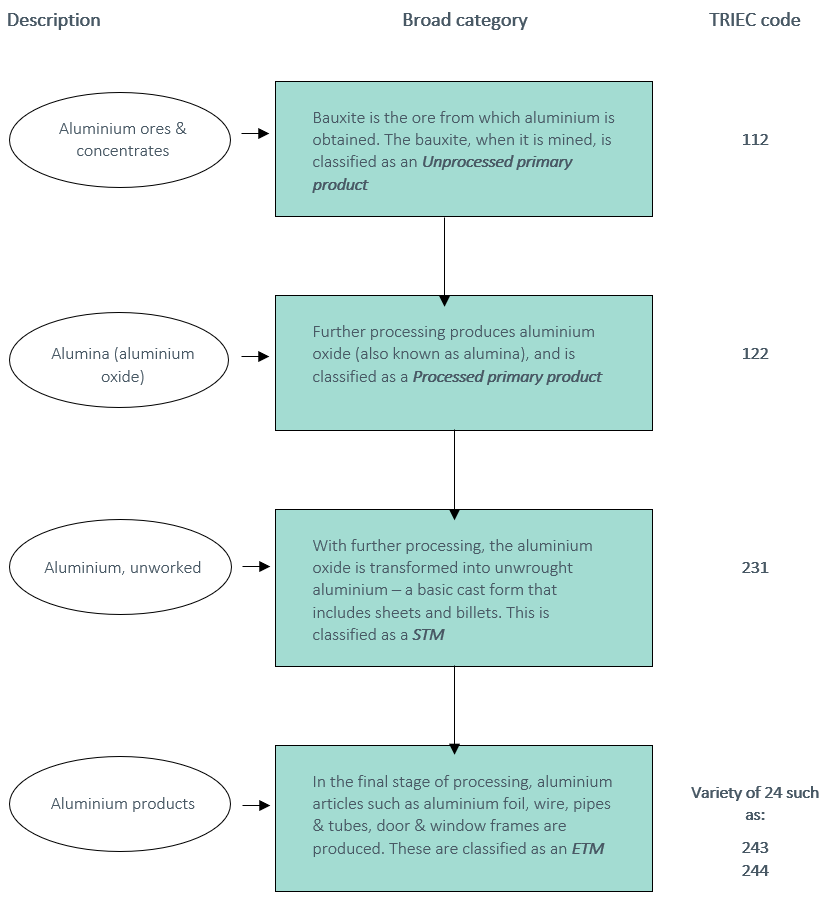 Description
Broad category
TRIEC code
Aluminium ores &
concentrates
Bauxite is the ore from which aluminium is
obtained. The bauxite, when it is mined, is
classified as an Unprocessed primary
product
112
Alumina (aluminium
oxide)
Further processing produces aluminium
oxide (also known as alumina), and is
classified as a Processed primary product
122
Aluminium, unworked
With further processing, the aluminium
oxide is transformed into unwrought
aluminium – a basic cast form that
includes sheets and billets. This is
classified as a STM
231
Aluminium products
In the final stage of processing, aluminium
articles such as aluminium foil, wire, pipes
& tubes, door & window frames are
produced. These are classified as an ETM
Variety of 24 such
as:
243
244